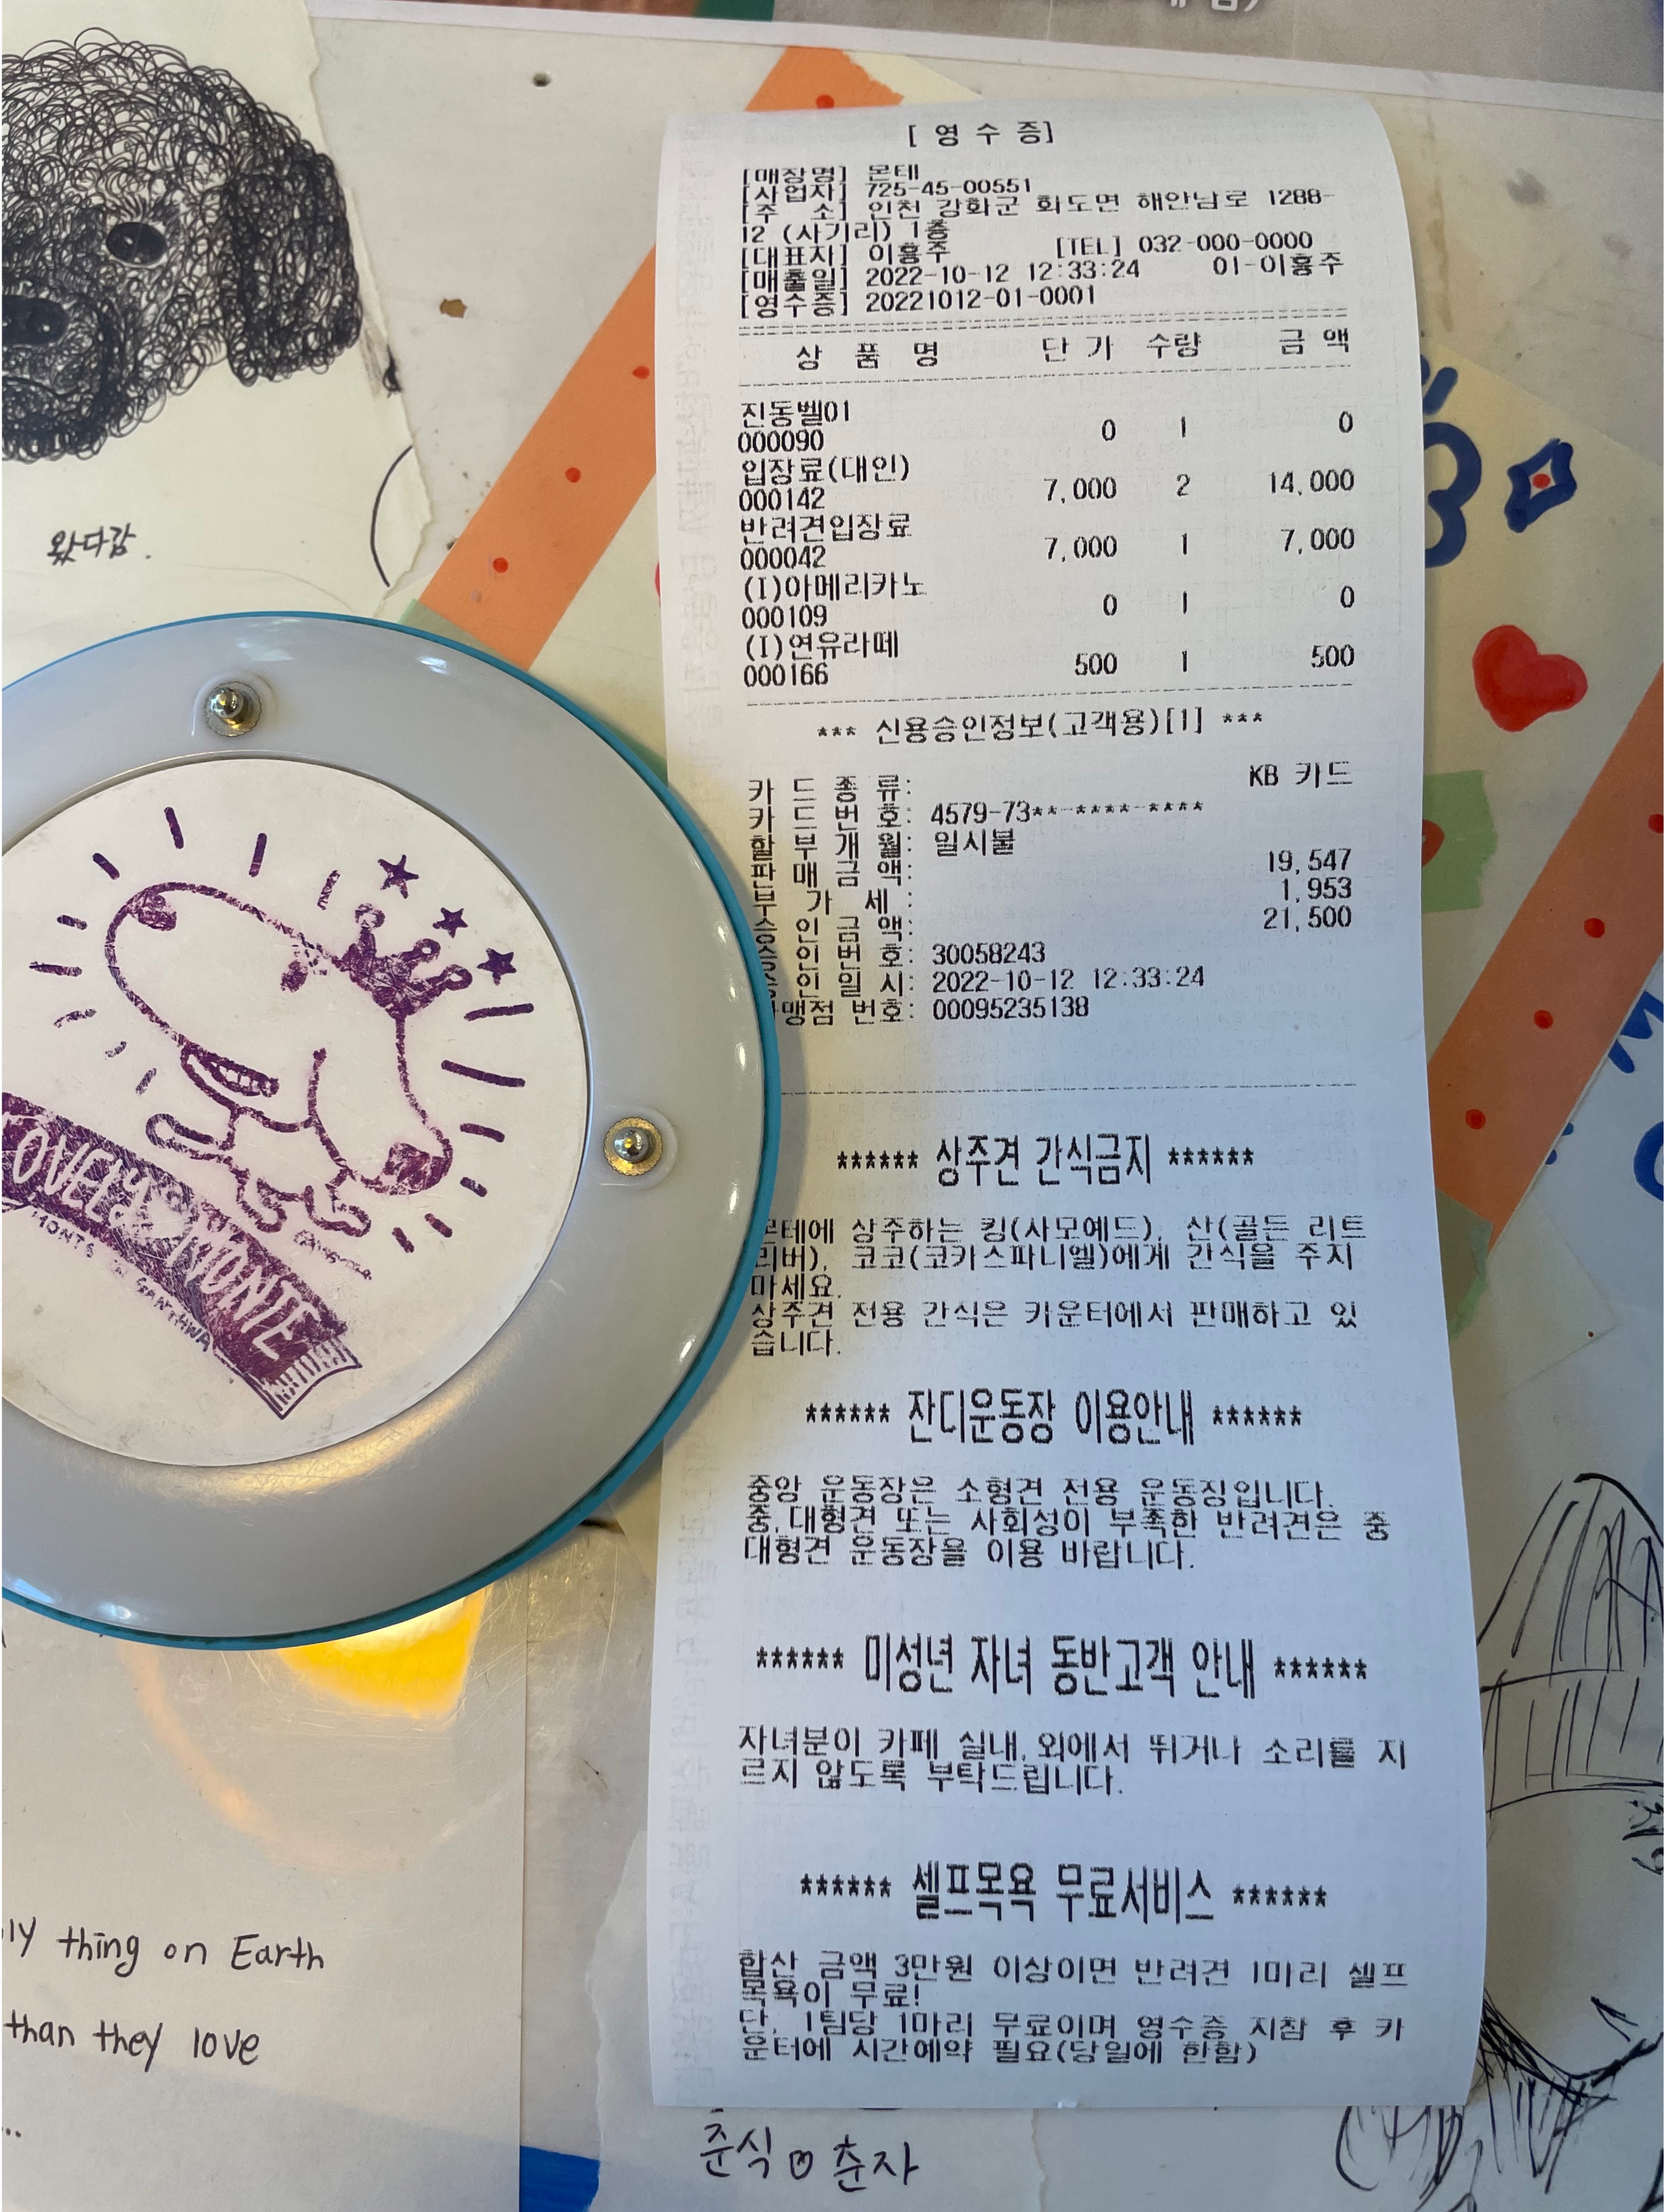 왔다감.
[ 영 수 증]
[매장명] 몬테
[사업자] 725-45-00551
[주 소] 인천 강화군 화도면 해안남로 1288-
12 (사기리) 1층
[대표자] 이흥주 [TEL] 032-000-0000
[매출일] 2022-10-12 12:33:24 01-이흥주
[영수증] 20221012-01-0001
상 품 명 단 가 수량 금 액
진동벨01
000090 0 1 0
입장료(대인)
000142 7,000 2 14,000
반려견입장료
000042 7,000 1 7,000
(I)아메리카노
000109 0 1 0
(I)연유라떼
000166 500 1 500
*** 신용승인정보(고객용)[1] ***
카 드 종 류: KB 카드
카 드 번 호: 4579-73**-****-****
할 부 개 월: 일시불
판 매 금 액: 19,547
부 가 세 : 1,953
승 인 금 액: 21,500
승 인 번 호: 30058243
승 인 일 시: 2022-10-12 12:33:24
맹점 번호: 00095235138
****** 상주견 간식금지 ******
몬테에 상주하는 킹(사모예드), 산(골든 리트
리버), 코코(코카스파니엘)에게 간식을 주지
마세요.
상주견 전용 간식은 카운터에서 판매하고 있
습니다.
****** 잔디운동장 이용안내 ******
중앙 운동장은 소형견 전용 운동장입니다.
중,대형견 또는 사회성이 부족한 반려견은 중
대형견 운동장을 이용 바랍니다.
****** 미성년 자녀 동반고객 안내 ******
자녀분이 카페 실내,외에서 뛰거나 소리를 지
르지 않도록 부탁드립니다.
****** 셀프목욕 무료서비스 ******
합산 금액 3만원 이상이면 반려견 1마리 셀프
목욕이 무료!
단, 1팀당 1마리 무료이며 영수증 지참 후 카
운터에 시간예약 필요(당일에 한함)
OVELY MONTE
MONTE
GANTHWA
ly thing on Earth
than they love
...
준식 ♡ 춘자